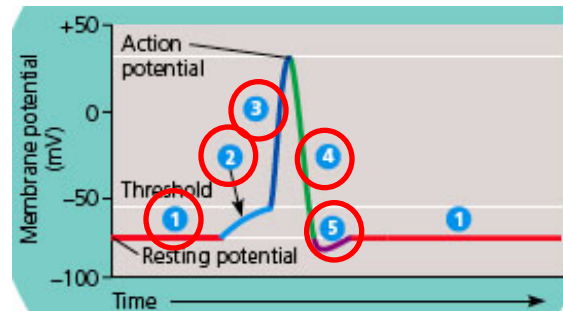 +50
Action
potential
3
0
2
4
Threshold
−50
1
5
1
Resting potential
−100
Membrane potential
(mV)
Time